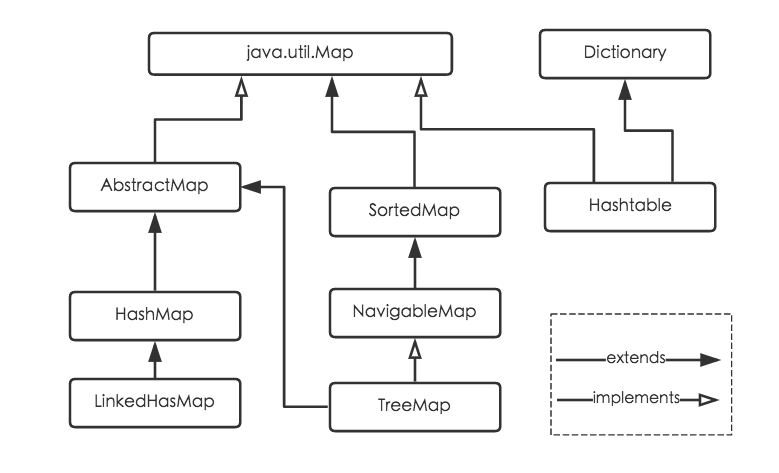 java.util.Map
Dictionary
AbstractMap
SortedMap
Hashtable
HashMap
NavigableMap
LinkedHasMap
TreeMap
extends
implements